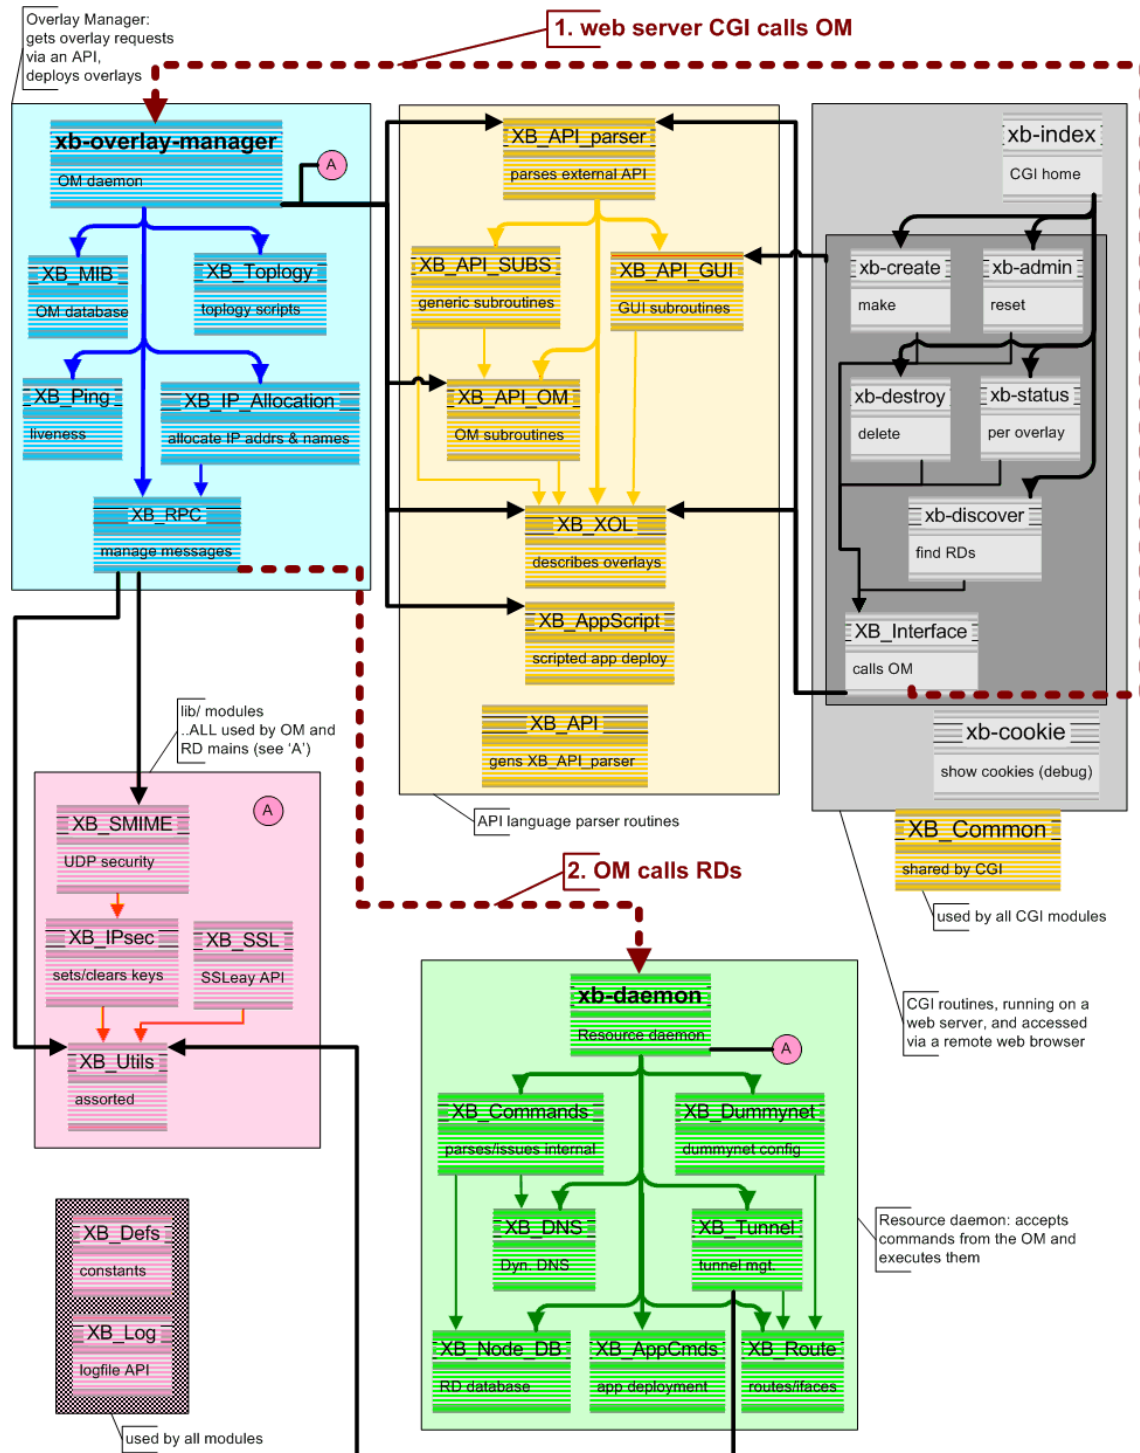 Overlay Manager:
gets overlay requests
via an API,
deploys overlays
1. web server CGI calls OM
xb-overlay-manager
OM daemon
A
XB_MIB
OM database
XB_Toplogy
toplogy scripts
XB_Ping
liveness
XB_IP_Allocation
allocate IP addrs & names
XB_RPC
manage messages
XB_API_parser
parses external API
XB_API_SUBS
generic subroutines
XB_API_GUI
GUI subroutines
XB_API_OM
OM subroutines
XB_XOL
describes overlays
XB_AppScript
scripted app deploy
XB_API
gens XB_API_parser
API language parser routines
xb-index
CGI home
xb-create
make
xb-admin
reset
xb-destroy
delete
xb-status
per overlay
xb-discover
find RDs
XB_Interface
calls OM
xb-cookie
show cookies (debug)
XB_Common
shared by CGI
used by all CGI modules
CGI routines, running on a
web server, and accessed
via a remote web browser
lib/ modules
..ALL used by OM and
RD mains (see 'A')
A
XB_SMIME
UDP security
XB_IPsec
sets/clears keys
XB_SSL
SSLeay API
XB_Utils
assorted
2. OM calls RDs
xb-daemon
Resource daemon
A
XB_Commands
parses/issues internal
XB_Dummynet
dummynet config
XB_DNS
Dyn. DNS
XB_Tunnel
tunnel mgt.
XB_Node_DB
RD database
XB_AppCmds
app deployment
XB_Route
routes/ifaces
Resource daemon: accepts
commands from the OM and
executes them
XB_Defs
constants
XB_Log
logfile API
used by all modules